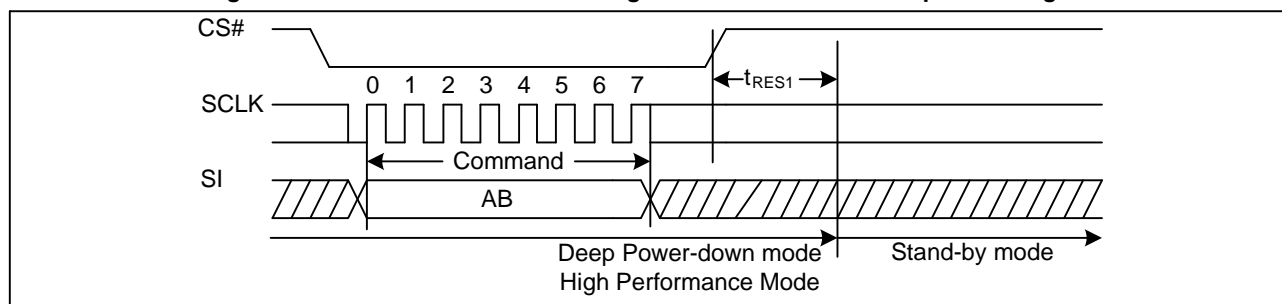 CS#
0 1 2 3 4 5 6 7
tRES1
SCLK
Command
SI
AB
Deep Power-down mode
High Performance Mode
Stand-by mode